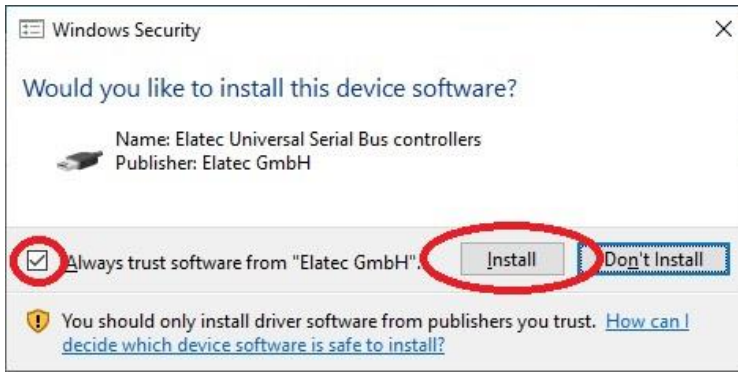 Windows Security
Would you like to install this device software?
Name: Elatec Universal Serial Bus controllers
Publisher: Elatec GmbH
Always trust software from "Elatec GmbH".
Install
Don't Install
You should only install driver software from publishers you trust. How can I
decide which device software is safe to install?